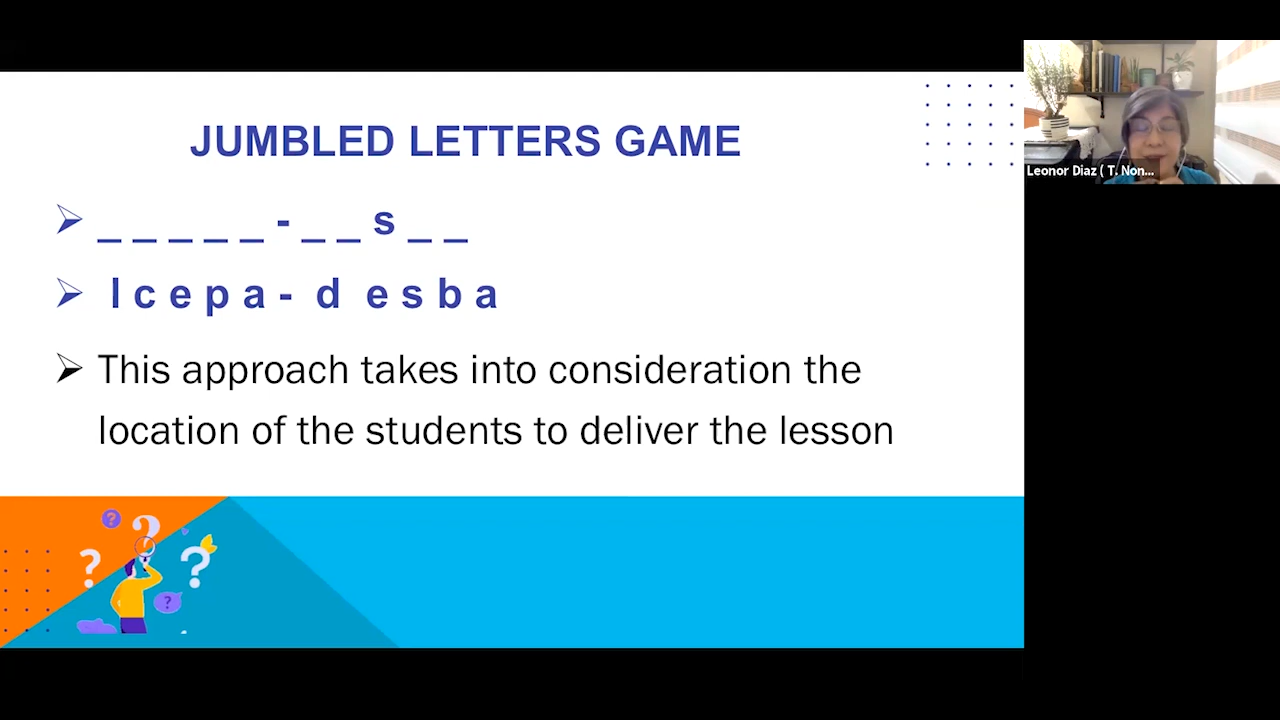 JUMBLED LETTERS GAME
_ _ _ _ _ - _ _ s _ _
l c e p a - d e s b a
This approach takes into consideration the
location of the students to deliver the lesson
Leonor Diaz ( T. Non...
? ? ? ? ? ?